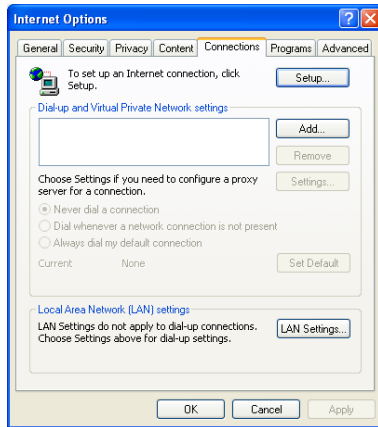 Internet Options
General Security Privacy Content Connections Programs Advanced
To set up an Internet connection, click
Setup.
Setup...
Dial-up and Virtual Private Network settings
Add...
Remove
Choose Settings if you need to configure a proxy
server for a connection.
Settings...
Never dial a connection
Dial whenever a network connection is not present
Always dial my default connection
Current None Set Default
Local Area Network (LAN) settings
LAN Settings do not apply to dial-up connections.
Choose Settings above for dial-up settings.
LAN Settings...
OK Cancel Apply